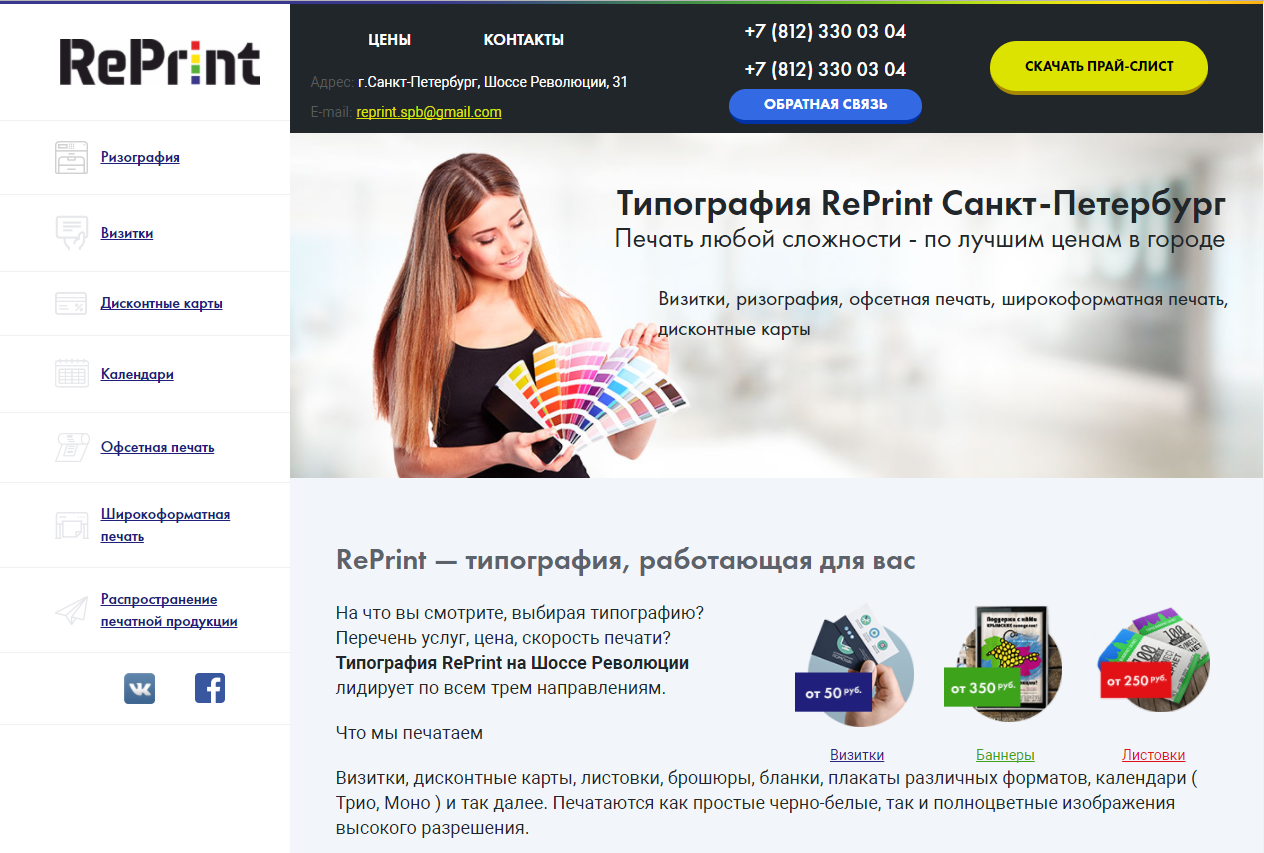 RePrint
ЦЕНЫ
КОНТАКТЫ
Адрес: г.Санкт-Петербург, Шоссе Революции, 31
E-mail: reprint.spb@gmail.com
+7 (812) 330 03 04
+7 (812) 330 03 04
ОБРАТНАЯ СВЯЗЬ
СКАЧАТЬ ПРАЙ-СЛИСТ
Ризография
Визитки
Дисконтные карты
Календари
Офсетная печать
Широкоформатная
печать
Распространение
печатной продукции
Типография RePrint Санкт-Петербург
Печать любой сложности - по лучшим ценам в городе
Визитки, ризография, офсетная печать, широкоформатная печать,
дисконтные карты
RePrint — типография, работающая для вас
На что вы смотрите, выбирая типографию?
Перечень услуг, цена, скорость печати?
Типография RePrint на Шоссе Революции
лидирует по всем трем направлениям.
Что мы печатаем
от 50 руб.
Визитки
от 350 руб.
Баннеры
100
100
от 250 руб.
Листовки
Визитки, дисконтные карты, листовки, брошюры, бланки, плакаты различных форматов, календари (
Трио, Моно ) и так далее. Печатаются как простые черно-белые, так и полноцветные изображения
высокого разрешения.